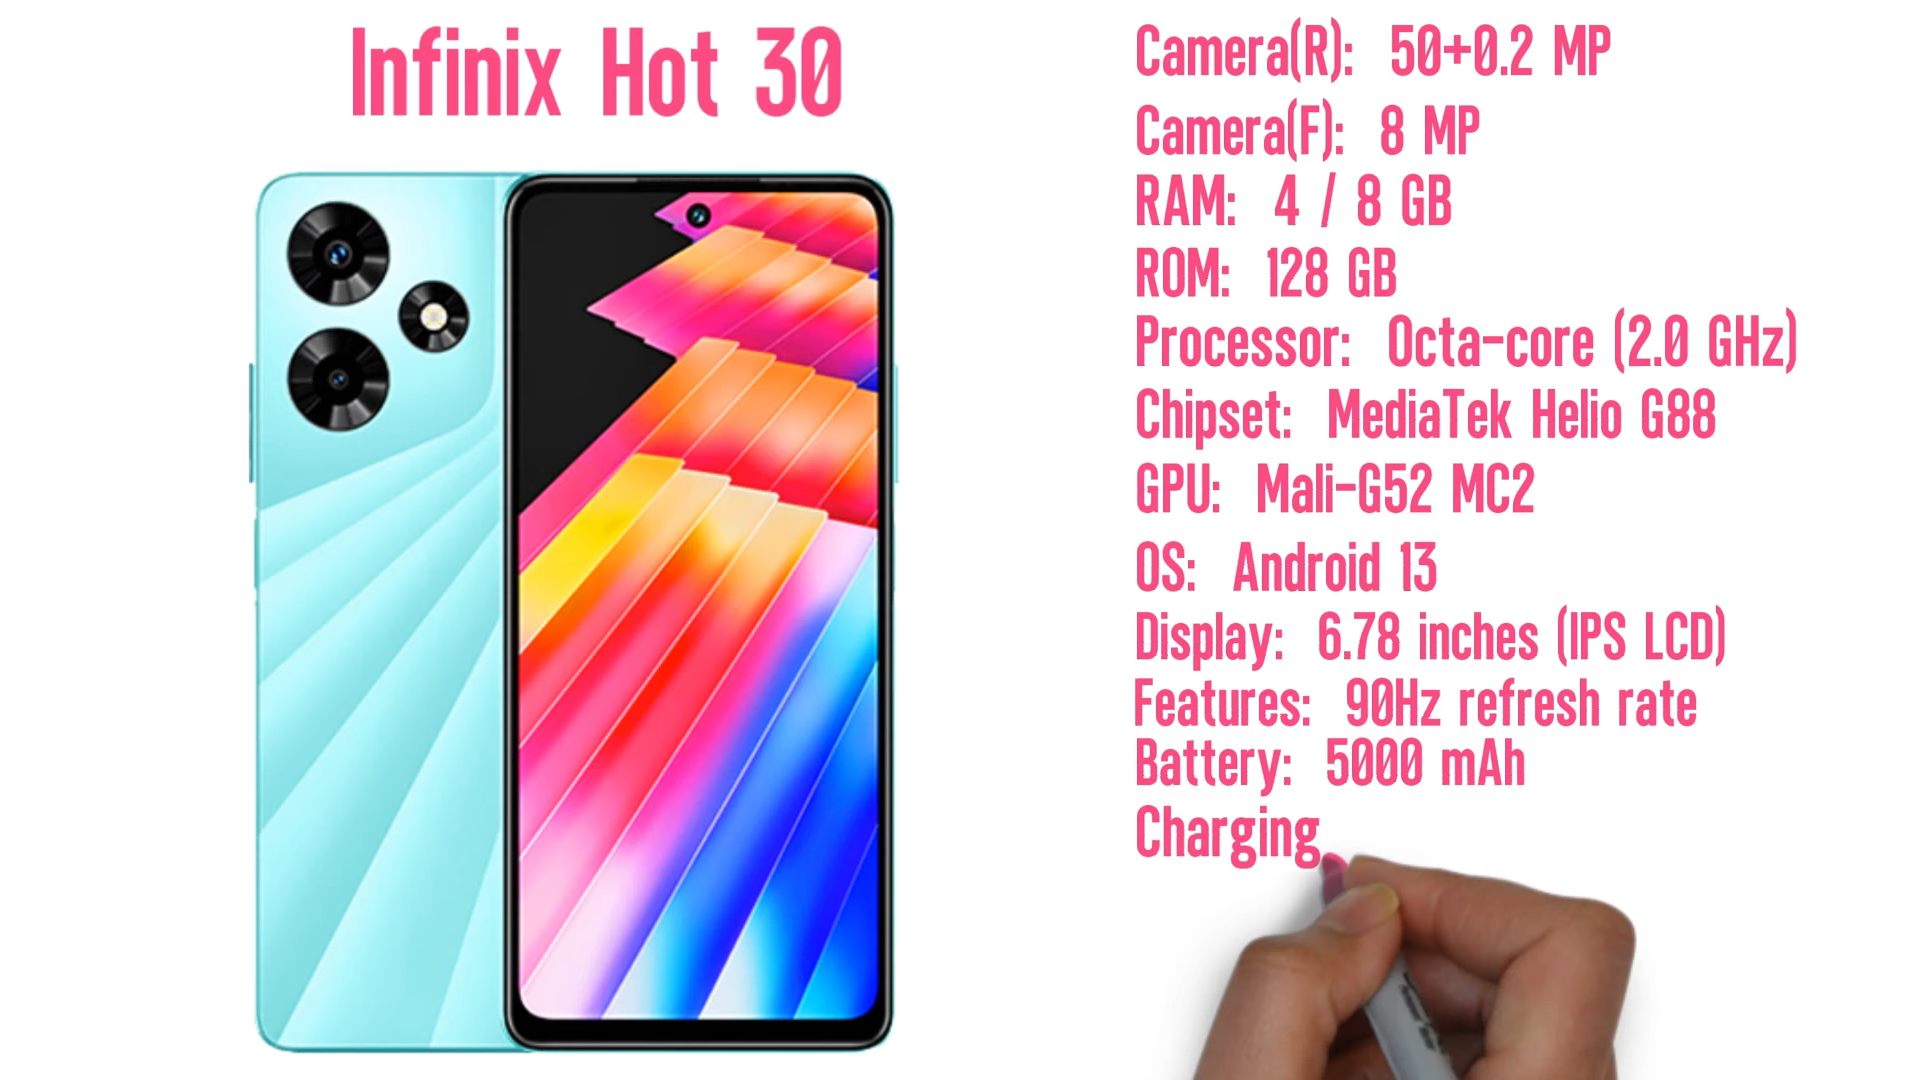 Infinix Hot 30
Camera(R): 50+0.2 MP
Camera(F): 8 MP
RAM: 4 / 8 GB
ROM: 128 GB
Processor: Octa-core (2.0 GHz)
Chipset: MediaTek Helio G88
GPU: Mali-G52 MC2
OS: Android 13
Display: 6.78 inches (IPS LCD)
Features: 90Hz refresh rate
Battery: 5000 mAh
Charging